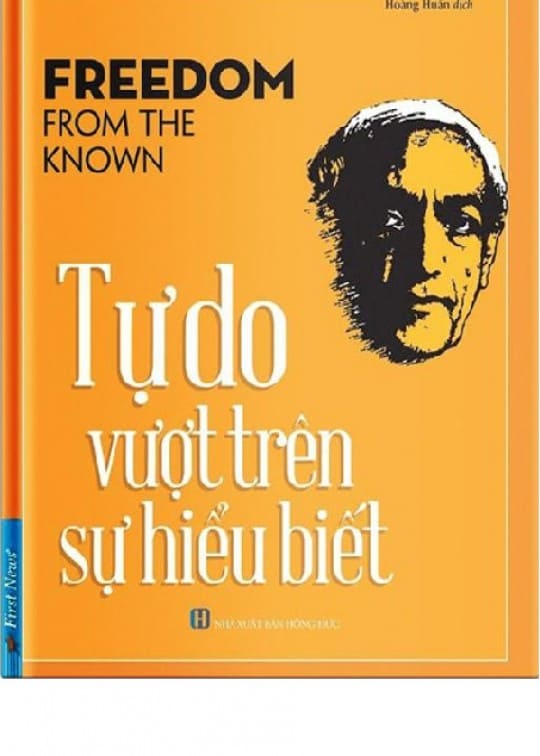 Hoàng Huấn dịch
FREEDOM
FROM THE
KNOWN
Tự do
vượt trên
sự hiểu biết
First News
H NHÀ XUẤT BẢN HỒNG ĐỨC